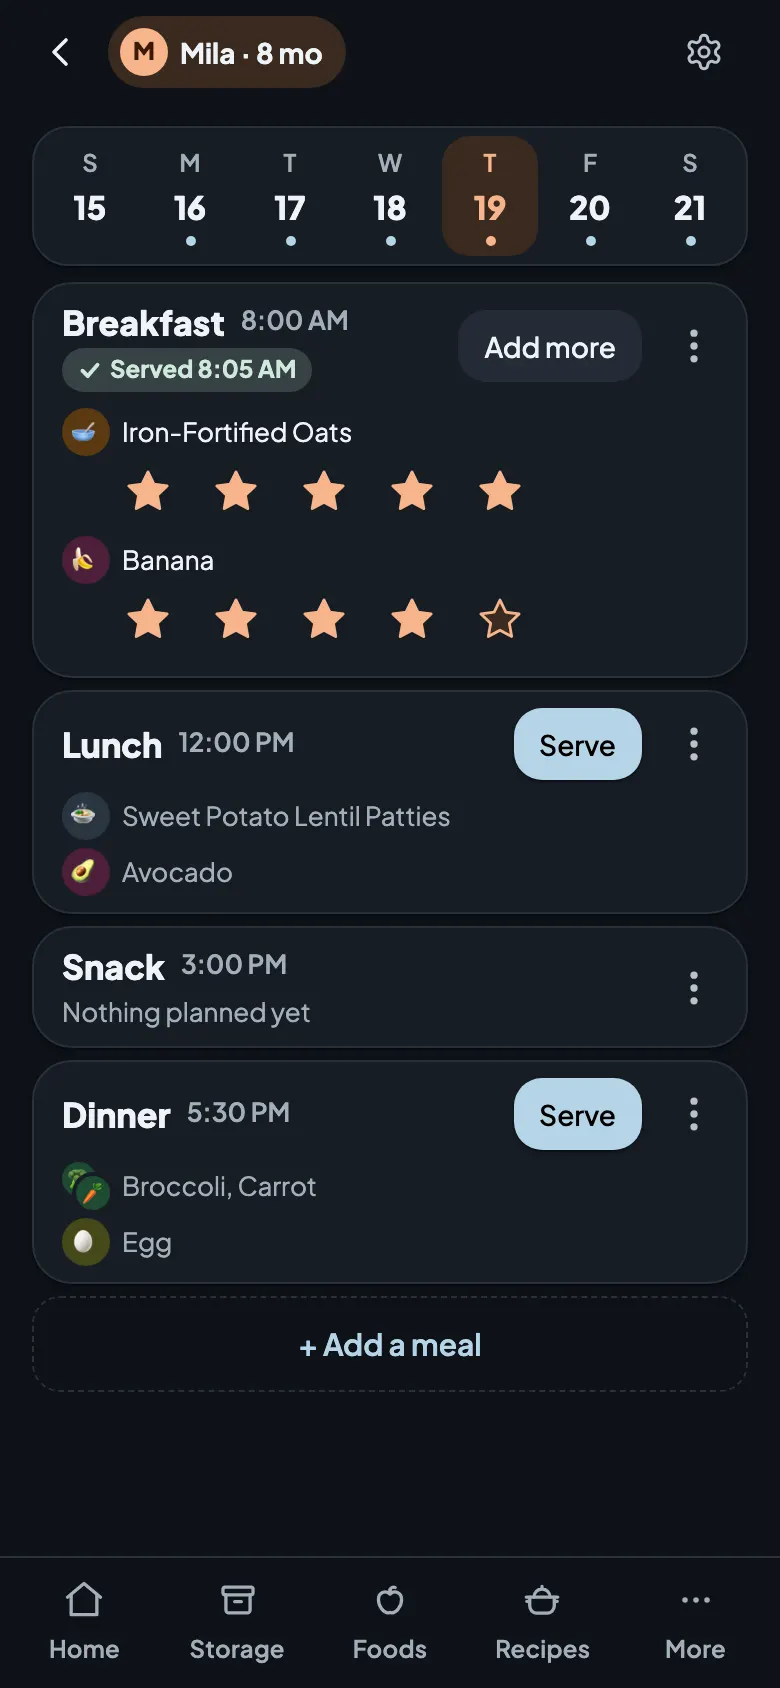 M Mila · 8 mo
S M T W T F S
15 16 17 18 19 20 21
Breakfast 8:00 AM
Add more
Served 8:05 AM
Iron-Fortified Oats
Banana
Lunch 12:00 PM
Serve
Sweet Potato Lentil Patties
Avocado
Snack 3:00 PM
Nothing planned yet
Dinner 5:30 PM
Serve
Broccoli, Carrot
Egg
+ Add a meal
Home Storage Foods Recipes More